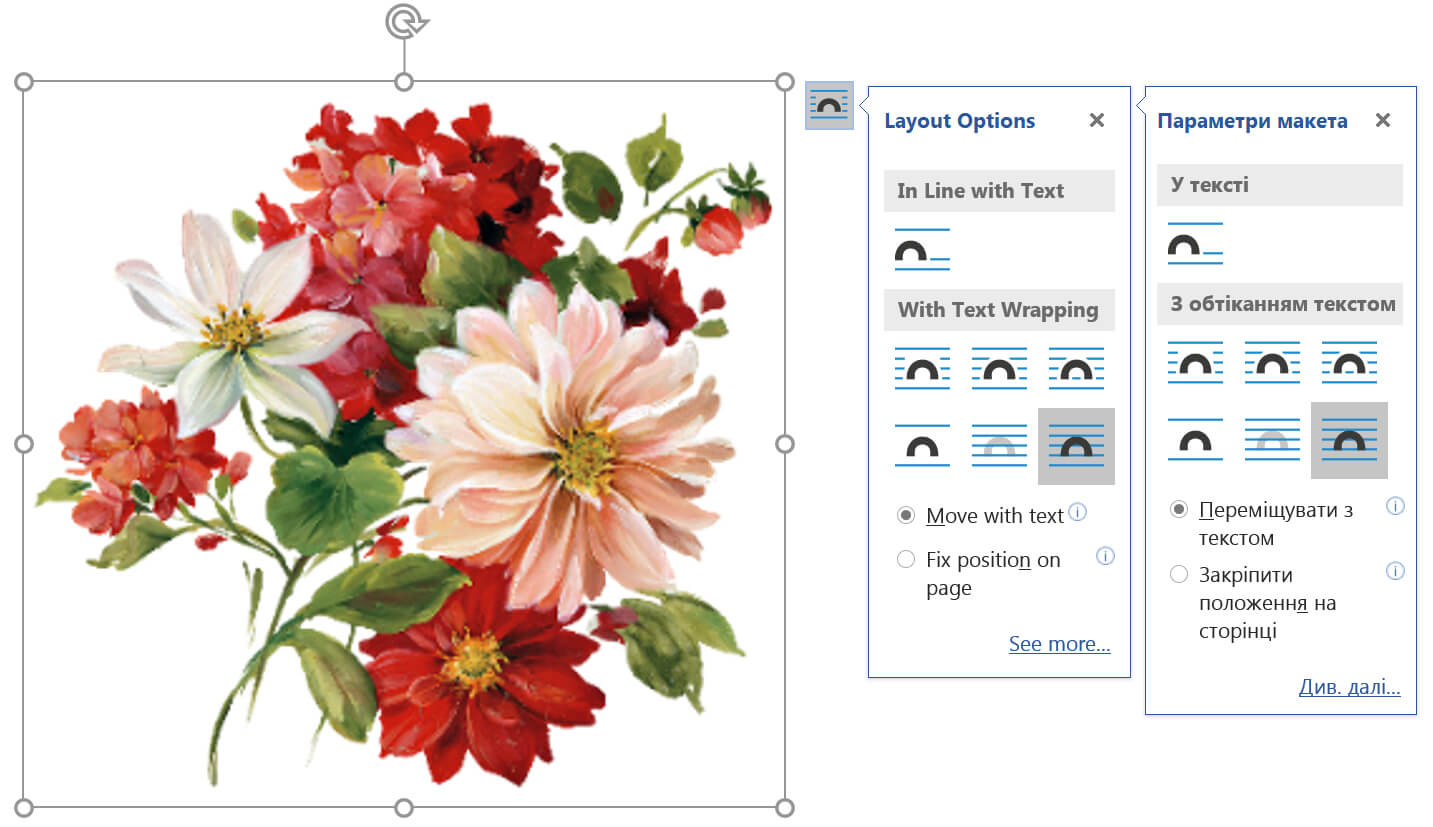 Layout Options
In Line with Text
With Text Wrapping
Move with text
Fix position on
page
See more...
Параметри макета
У тексті
З обтіканням текстом
Переміщувати з
текстом
Закріпити
положення на
сторінці
Див. далі...